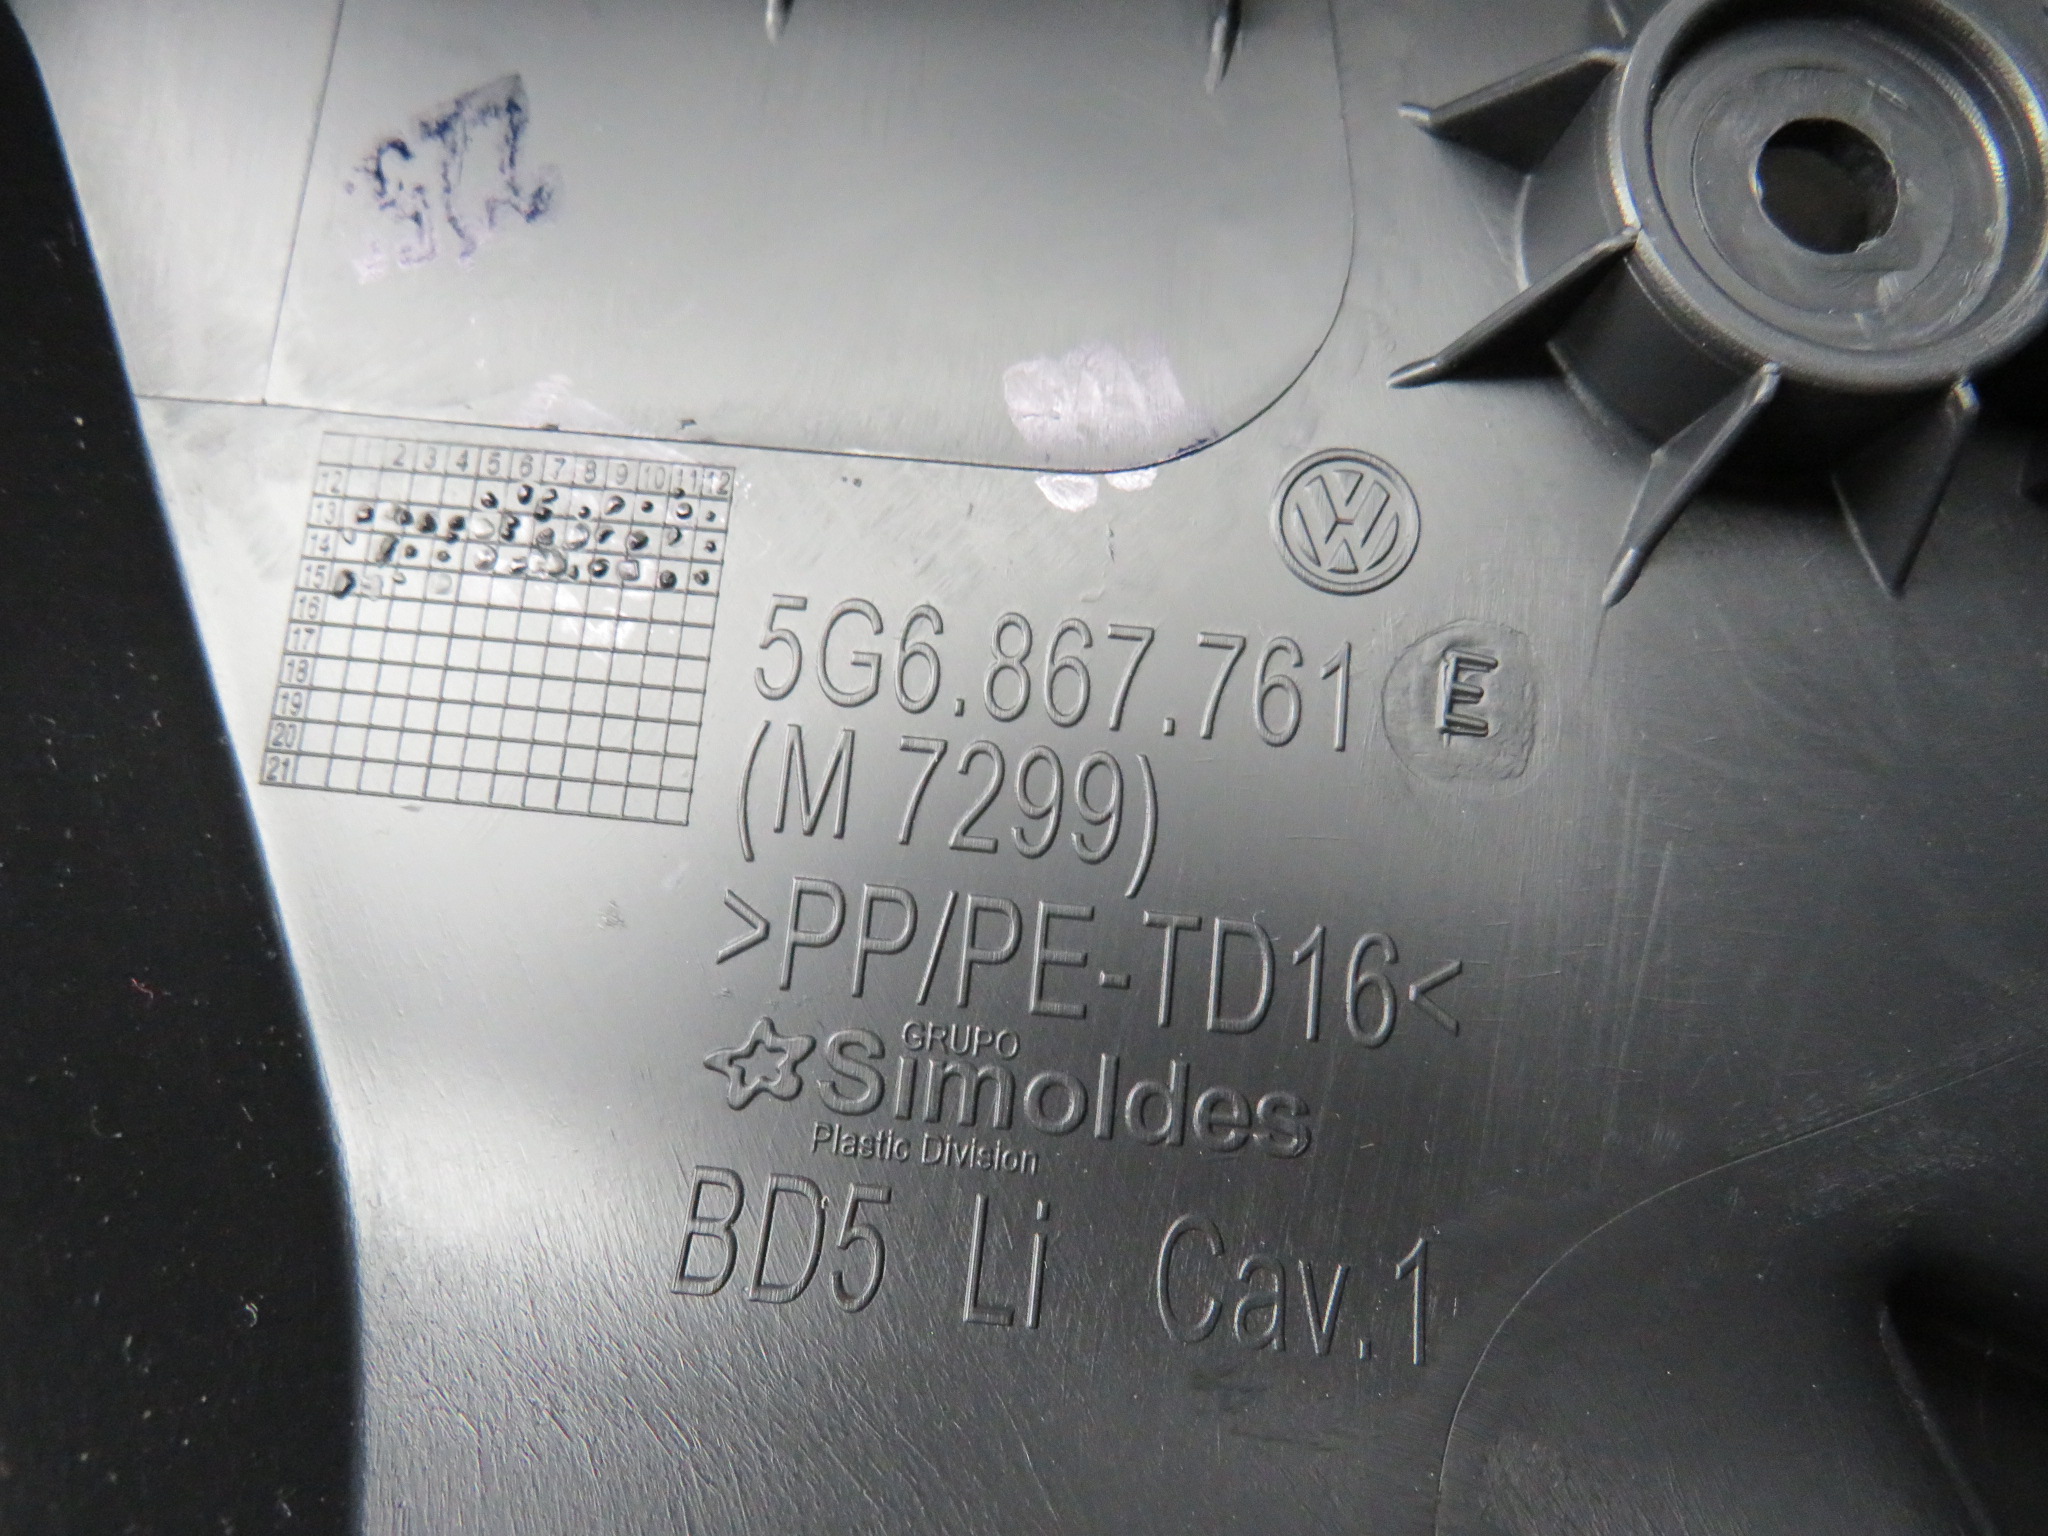 2 3 4 5 6 7 8 9 10 11 12
12
13
14
15
16
17
18
19
20
21
VW
5G6.867.761 E
(M 7299)
>PP/PE-TD16<
GRUPO
Simoldes
Plastic Division
BD5 Li Cav.1